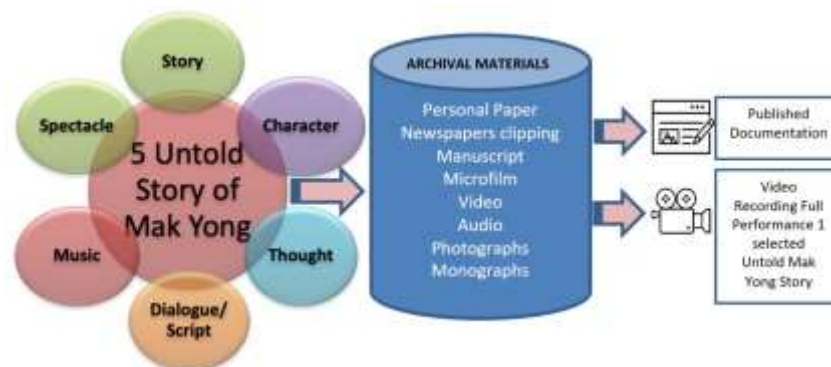 Story
Spectacle
Character
5 Untold
Story of
Mak Yong
Music
Thought
Dialogue/
Script
ARCHIVAL MATERIALS
Personal Paper
Newspapers clipping
Manuscript
Microfilm
Video
Audio
Photographs
Monographs
Published
Documentation
Video
Recording Full
Performance 1
selected
Untold Mak
Yong Story